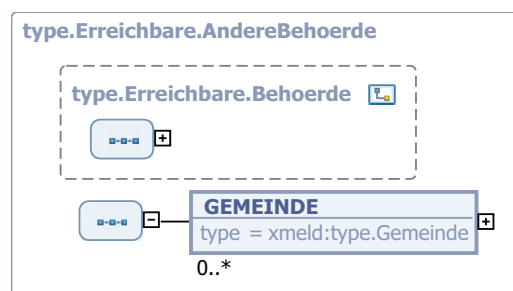 type.Erreichbare.AndereBehoerde
type.Erreichbare.Behoerde
GEMEINDE
type = xmeld:type.Gemeinde
0..*